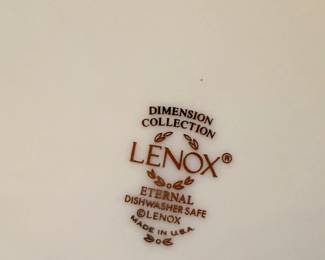 DIMENSION
COLLECTION
LENOX®
ETERNAL
DISHWASHER SAFE
©LENOX
MADE IN U.S.A.